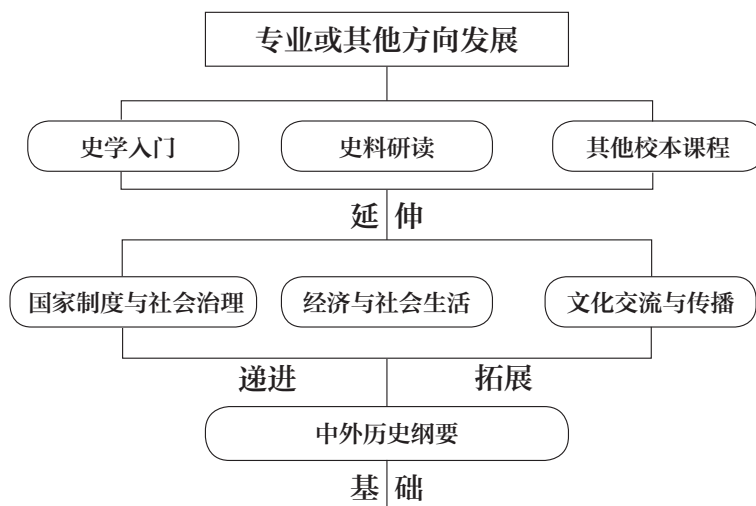 专业或其他方向发展
史学入门 史料研读 其他校本课程
延伸
国家制度与社会治理 经济与社会生活 文化交流与传播
递进 拓展
中外历史纲要
基础